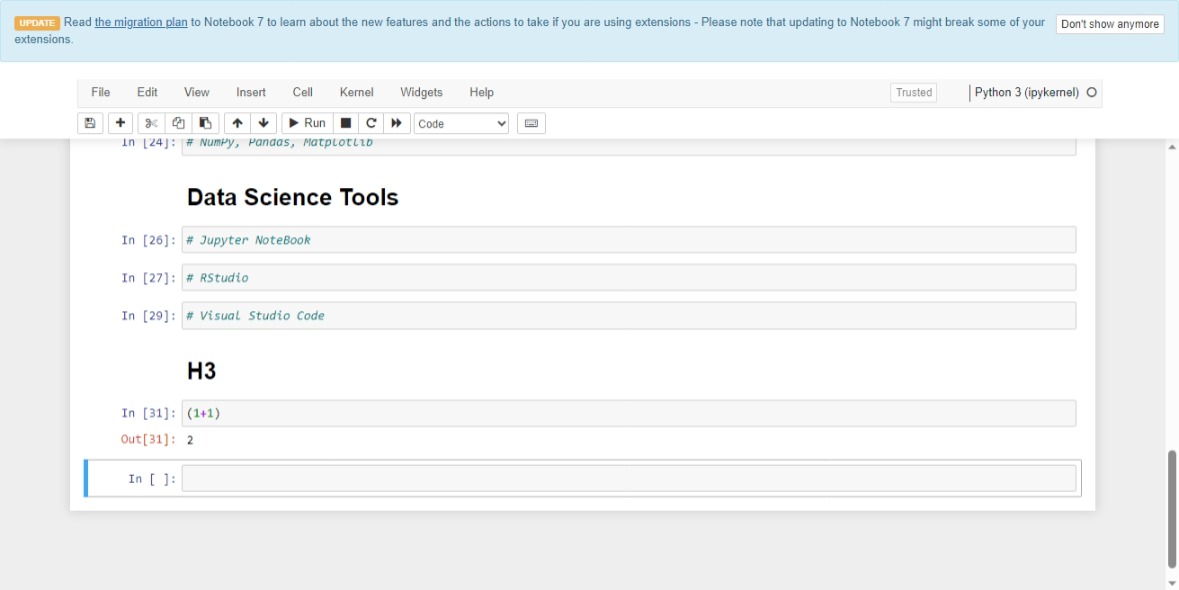 UPDATE Read the migration plan to Notebook 7 to learn about the new features and the actions to take if you are using extensions - Please note that updating to Notebook 7 might break some of your
extensions.
Don't show anymore
File Edit View Insert Cell Kernel Widgets Help
Trusted
Python 3 (ipykernel)
Run
Code
In [24]: # NumPy, Pandas, Matplotlib
Data Science Tools
In [26]: # Jupyter NoteBook
In [27]: # RStudio
In [29]: # Visual Studio Code
H3
In [31]: (1+1)
Out[31]: 2
In [ ]: